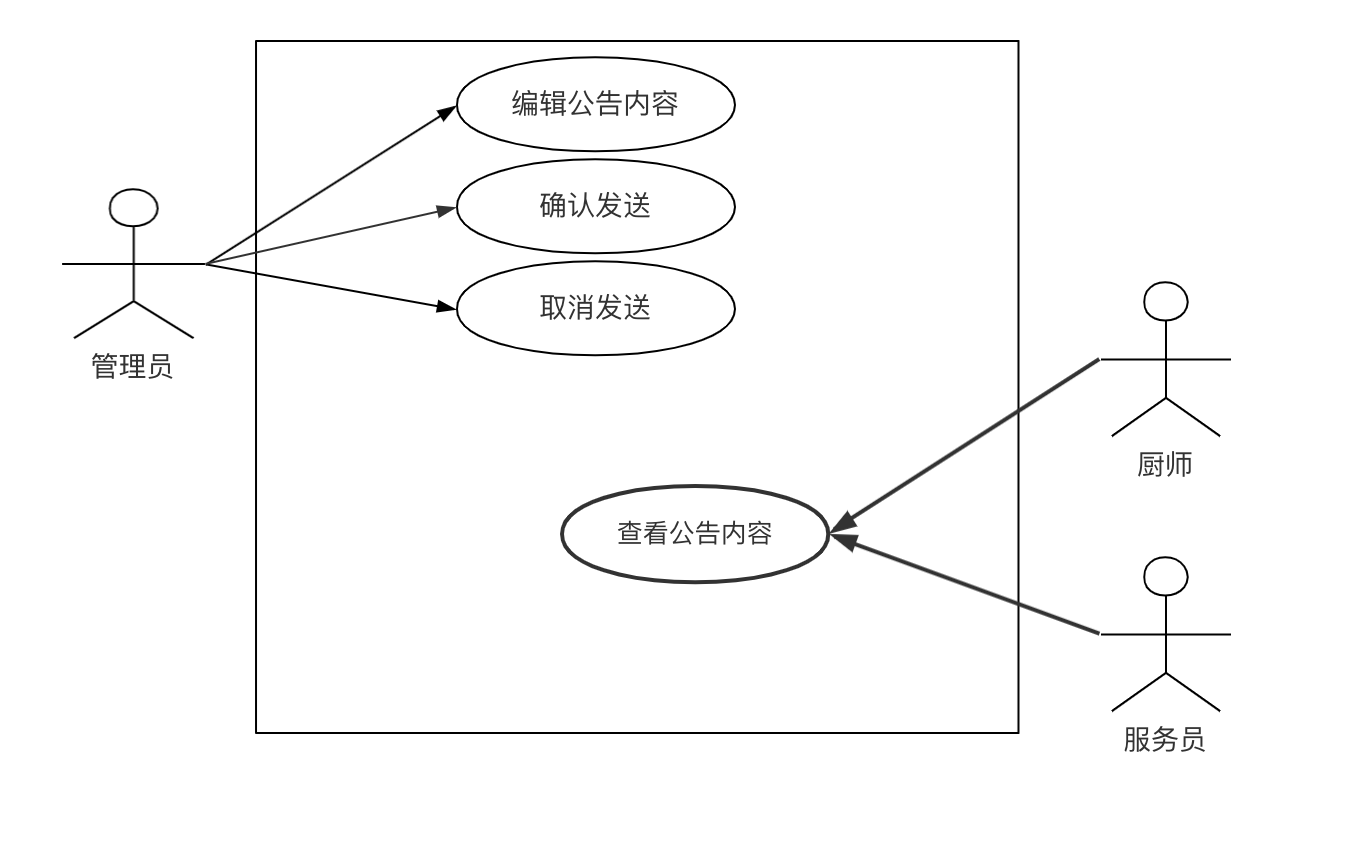 编辑公告内容
确认发送
取消发送
管理员
厨师
查看公告内容
服务员